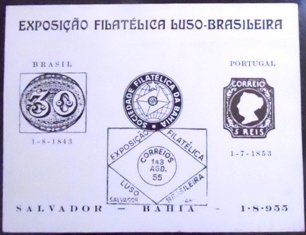 EXPOSIÇÃO FILATÉLICA LUSO-BRASILEIRA
BRASIL
PORTUGAL
30
SOCIEDADE FILATÉLICA DA BAHIA
CORREIO
5 REIS
1-8-1843
1-7-1853
EXPOSIÇÃO FILATÉLICA
CORREIOS
1a3
AGO.
55
LUSO BRASILEIRA
SALVADOR
SALVADOR — BAHIA — 1-8-955